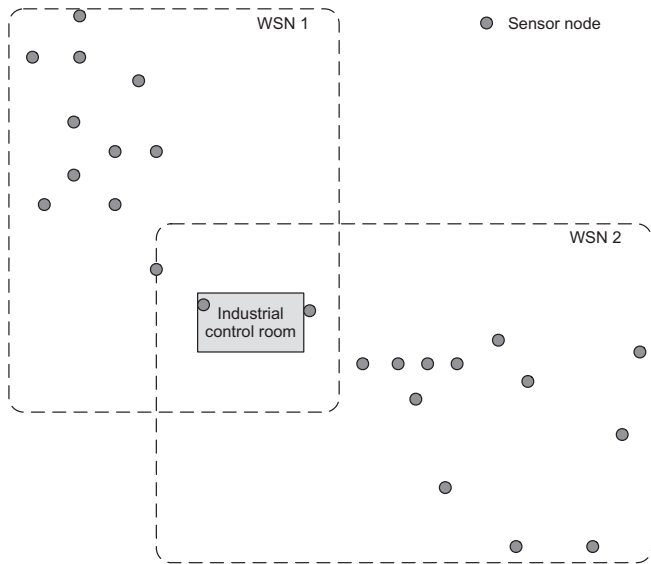 WSN 1
Sensor node
WSN 2
Industrial
control room